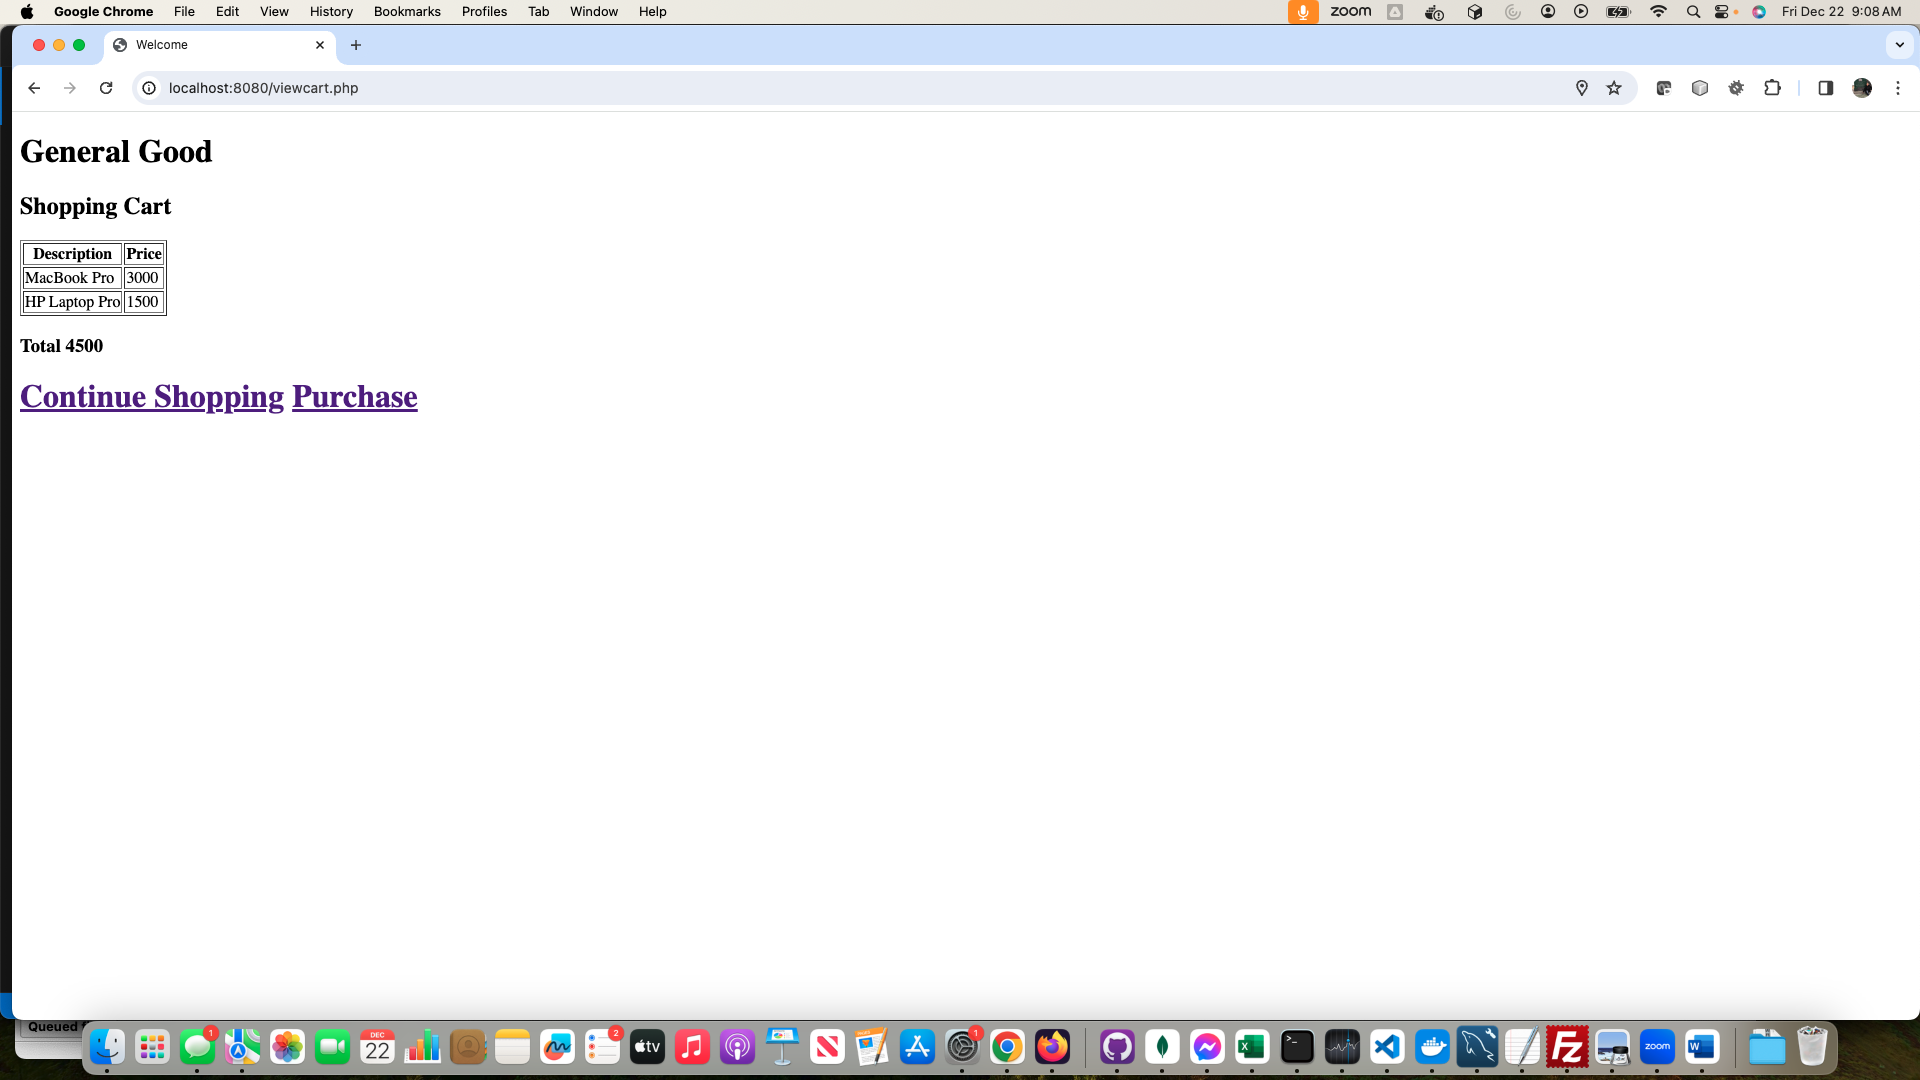 Google Chrome File Edit View History Bookmarks Profiles Tab Window Help zoom Fri Dec 22 9:08 AM
Welcome
localhost:8080/viewcart.php
General Good
Shopping Cart
Description Price
MacBook Pro 3000
HP Laptop Pro 1500
Total 4500
Continue Shopping Purchase
Queued
1 DEC 22 2 tv 1 zoom W